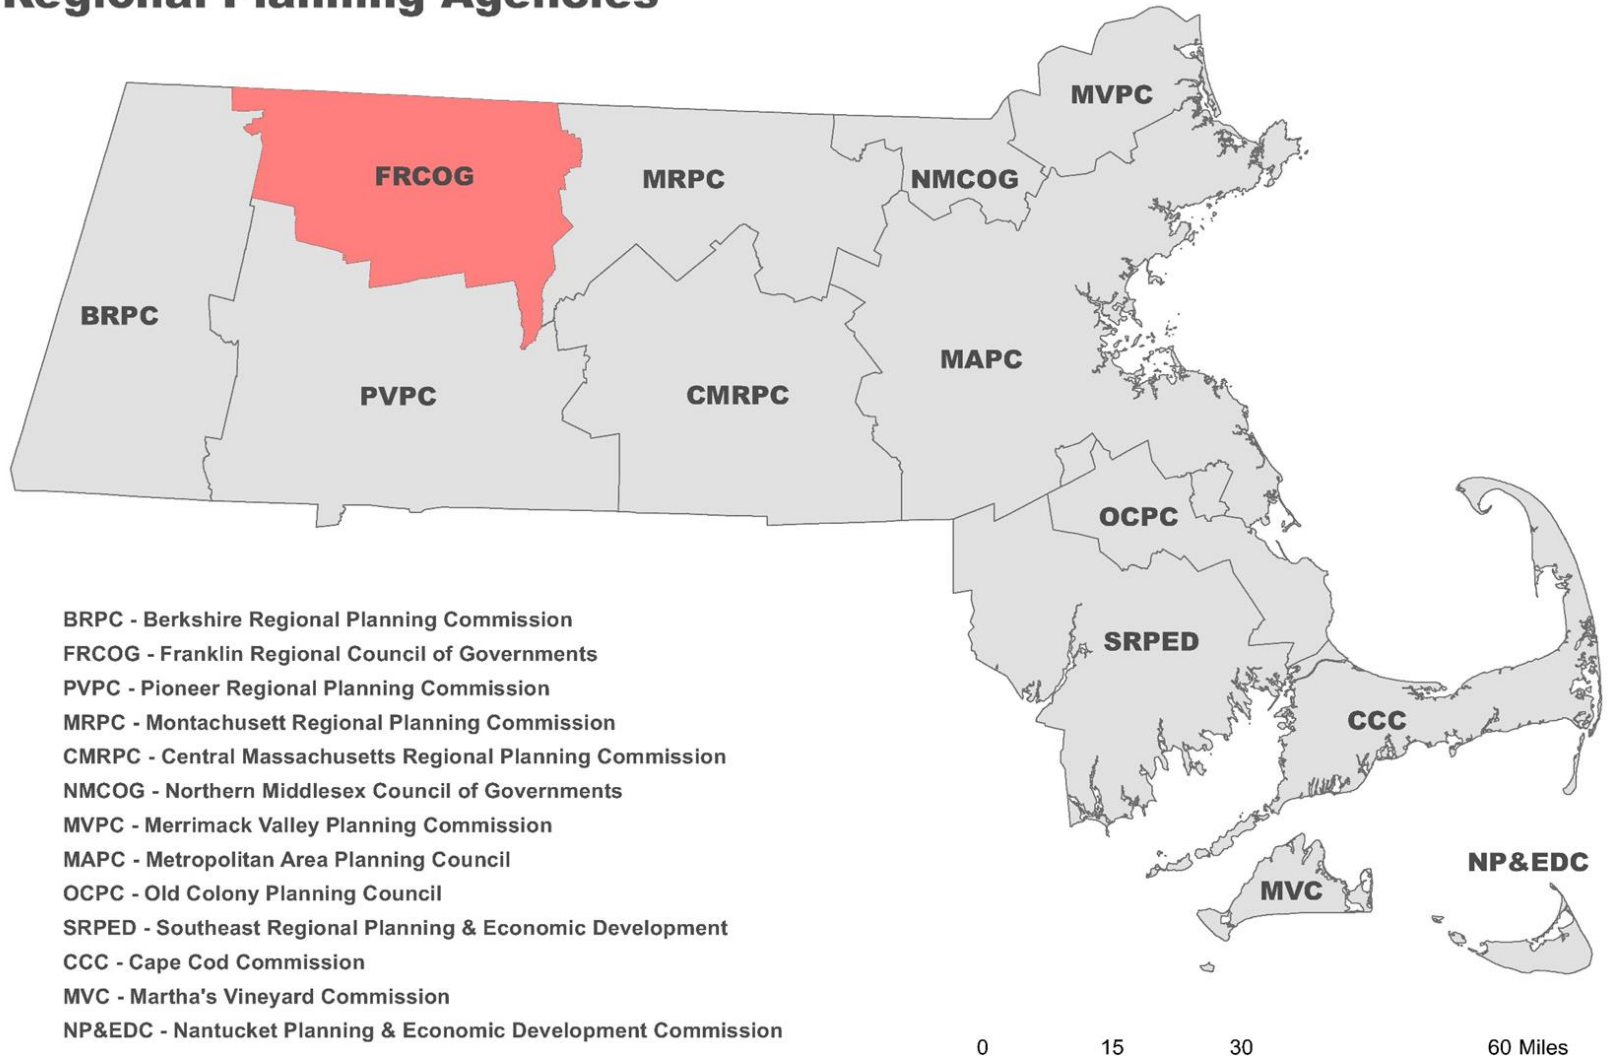 Regional Planning Agencies
MVPC
FRCOG
MRPC
NMCOG
BRPC
MAPC
PVPC
CMRPC
OCPC
SRPED
CCC
NP&EDC
MVC
BRPC - Berkshire Regional Planning Commission
FRCOG - Franklin Regional Council of Governments
PVPC - Pioneer Regional Planning Commission
MRPC - Montachusett Regional Planning Commission
CMRPC - Central Massachusetts Regional Planning Commission
NMCOG - Northern Middlesex Council of Governments
MVPC - Merrimack Valley Planning Commission
MAPC - Metropolitan Area Planning Council
OCPC - Old Colony Planning Council
SRPED - Southeast Regional Planning & Economic Development
CCC - Cape Cod Commission
MVC - Martha's Vineyard Commission
NP&EDC - Nantucket Planning & Economic Development Commission
0 15 30 60 Miles